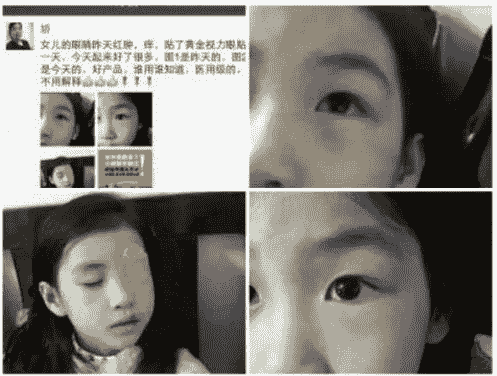 娇
女儿的眼睛昨天红肿，痒，贴了黄金视力眼贴
一天，今天起来好了很多，图1是昨天的，图2
是今天的，好产品，谁用谁知道，医用级的，
不用解释👍👍👍❗❗❗